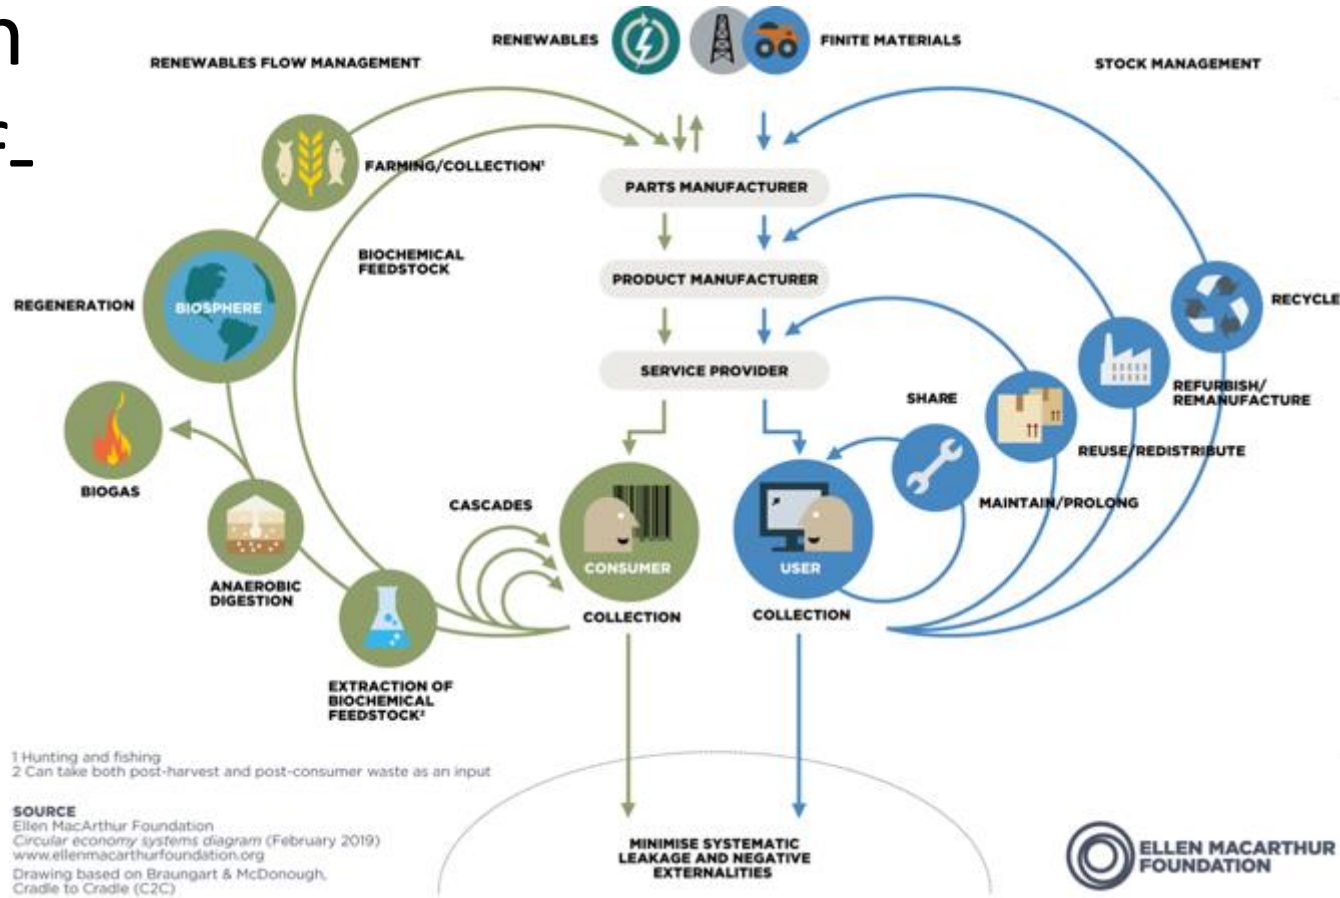 n
f-
RENEWABLES
FINITE MATERIALS
RENEWABLES FLOW MANAGEMENT
STOCK MANAGEMENT
FARMING/COLLECTION¹
PARTS MANUFACTURER
BIOCHEMICAL
FEEDSTOCK
PRODUCT MANUFACTURER
REGENERATION
BIOSPHERE
RECYCLE
SERVICE PROVIDER
REFURBISH/
REMANUFACTURE
SHARE
REUSE/REDISTRIBUTE
BIOGAS
CASCADES
MAINTAIN/PROLONG
CONSUMER
USER
ANAEROBIC
DIGESTION
COLLECTION
COLLECTION
EXTRACTION OF
BIOCHEMICAL
FEEDSTOCK²
1 Hunting and fishing
2 Can take both post-harvest and post-consumer waste as an input
SOURCE
Ellen MacArthur Foundation
Circular economy systems diagram (February 2019)
www.ellenmacarthurfoundation.org
Drawing based on Braungart & McDonough,
Cradle to Cradle (C2C)
MINIMISE SYSTEMATIC
LEAKAGE AND NEGATIVE
EXTERNALITIES
ELLEN MACARTHUR
FOUNDATION